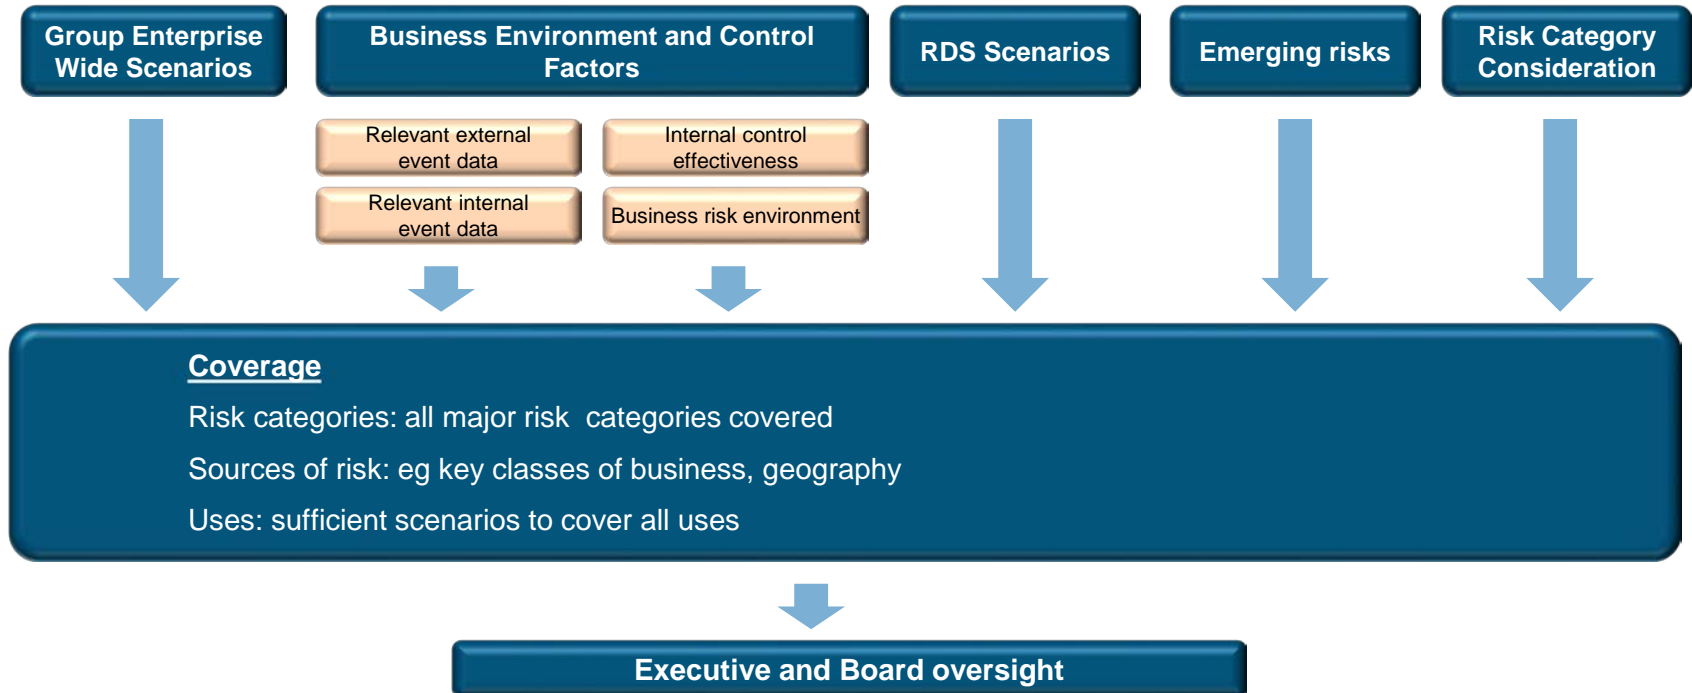 Group Enterprise
Wide Scenarios
Business Environment and Control
Factors
RDS Scenarios
Emerging risks
Risk Category
Consideration
Relevant external
event data
Internal control
effectiveness
Relevant internal
event data
Business risk environment
Coverage
Risk categories: all major risk  categories covered
Sources of risk: eg key classes of business, geography
Uses: sufficient scenarios to cover all uses
Executive and Board oversight